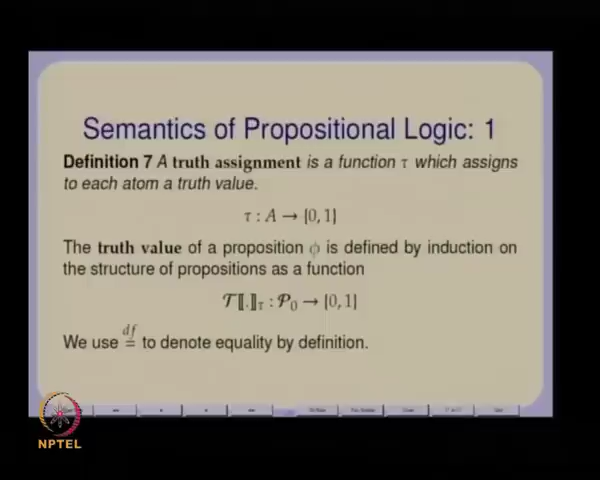 Semantics of Propositional Logic: 1
Definition 7 A truth assignment is a function τ which assigns
to each atom a truth value.
τ : A → {0, 1}
The truth value of a proposition ϕ is defined by induction on
the structure of propositions as a function
𝒯⟦.⟧τ : 𝒫0 → {0, 1}
df
We use = to denote equality by definition.
NPTEL